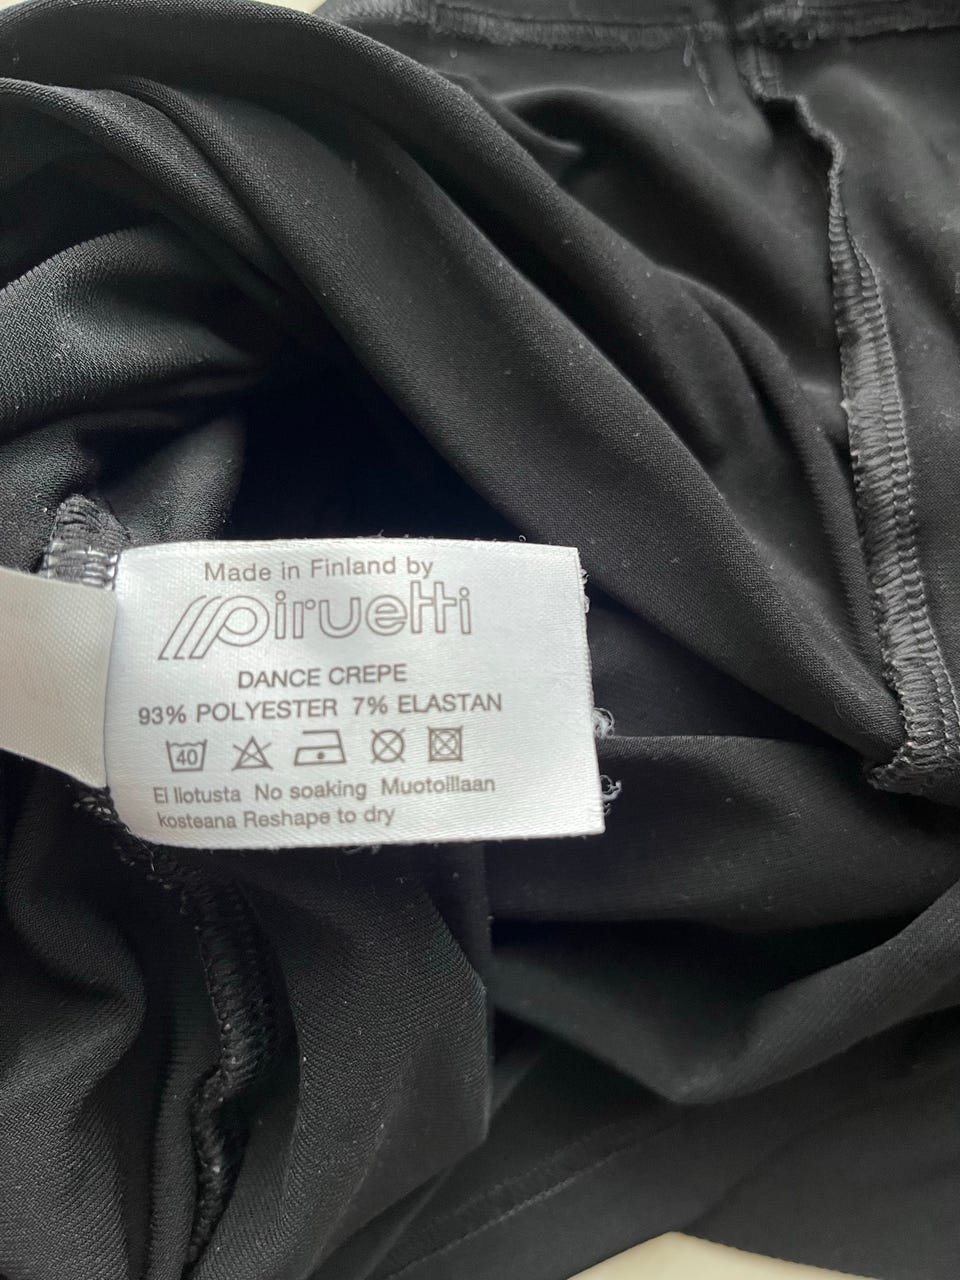 Made in Finland by
piruetti
DANCE CREPE
93% POLYESTER 7% ELASTAN
40
Ei liotusta No soaking Muotoillaan
kosteana Reshape to dry